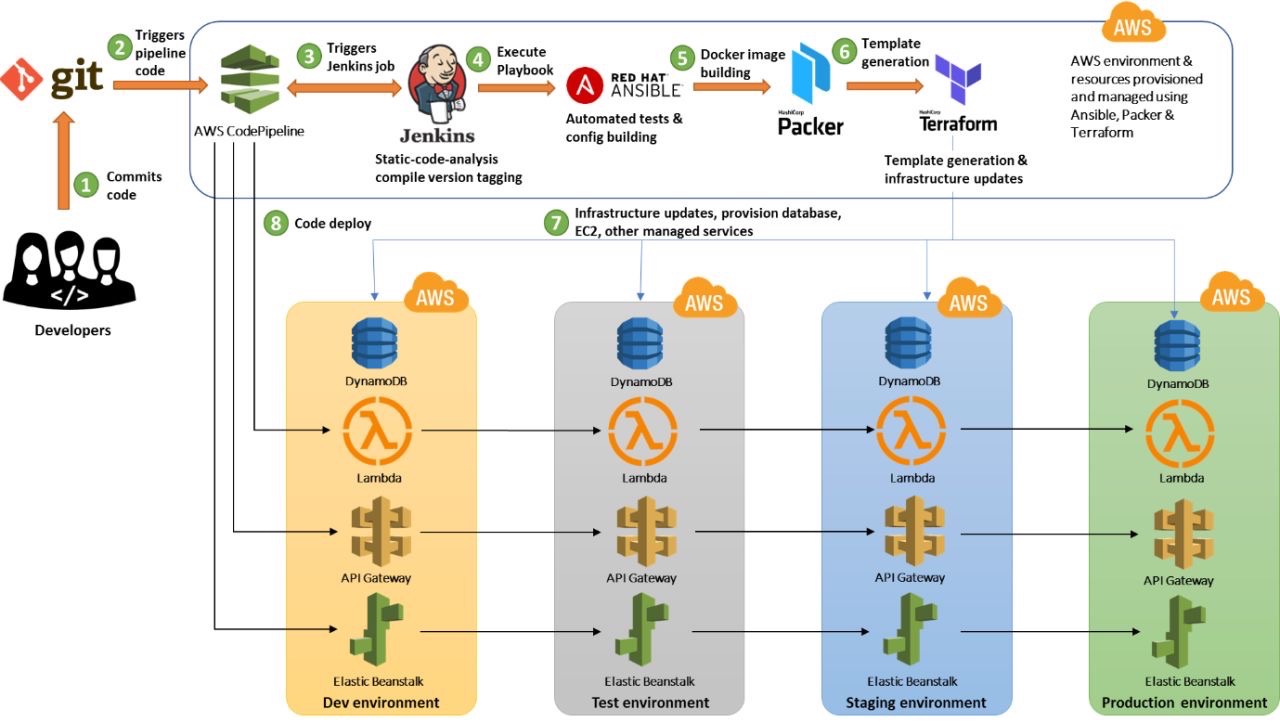 git
2
Triggers
pipeline
code
1
Commits
code
</>
Developers
AWS CodePipeline
3
Triggers
Jenkins job
Jenkins
Static-code-analysis
compile version tagging
4
Execute
Playbook
A
RED HAT
ANSIBLE
Automated tests &
config building
5
Docker image
building
HashiCorp
Packer
6
Template
generation
HashiCorp
Terraform
Template generation &
infrastructure updates
AWS
AWS environment &
resources provisioned
and managed using
Ansible, Packer &
Terraform
8
Code deploy
7
Infrastructure updates, provision database,
EC2, other managed services
AWS
DynamoDB
λ
Lambda
API Gateway
Elastic Beanstalk
Dev environment
AWS
DynamoDB
λ
Lambda
API Gateway
Elastic Beanstalk
Test environment
AWS
DynamoDB
λ
Lambda
API Gateway
Elastic Beanstalk
Staging environment
AWS
DynamoDB
λ
Lambda
API Gateway
Elastic Beanstalk
Production environment